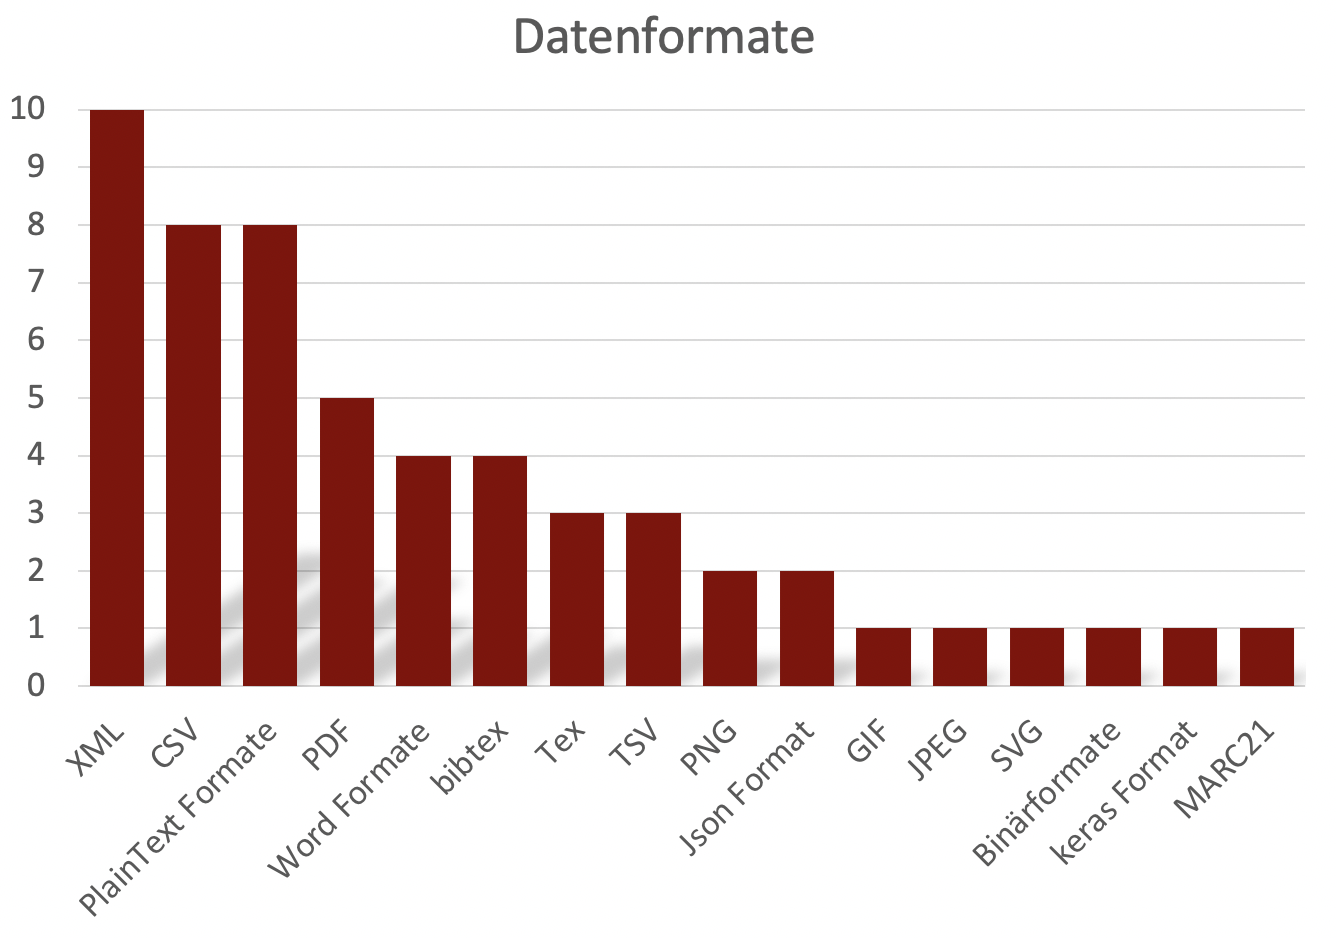 Datenformate
10
9
8
7
6
5
4
3
2
1
0
XML
CSV
PlainText Formate
PDF
Word Formate
bibtex
Tex
TSV
PNG
Json Format
GIF
JPEG
SVG
Binärformate
keras Format
MARC21